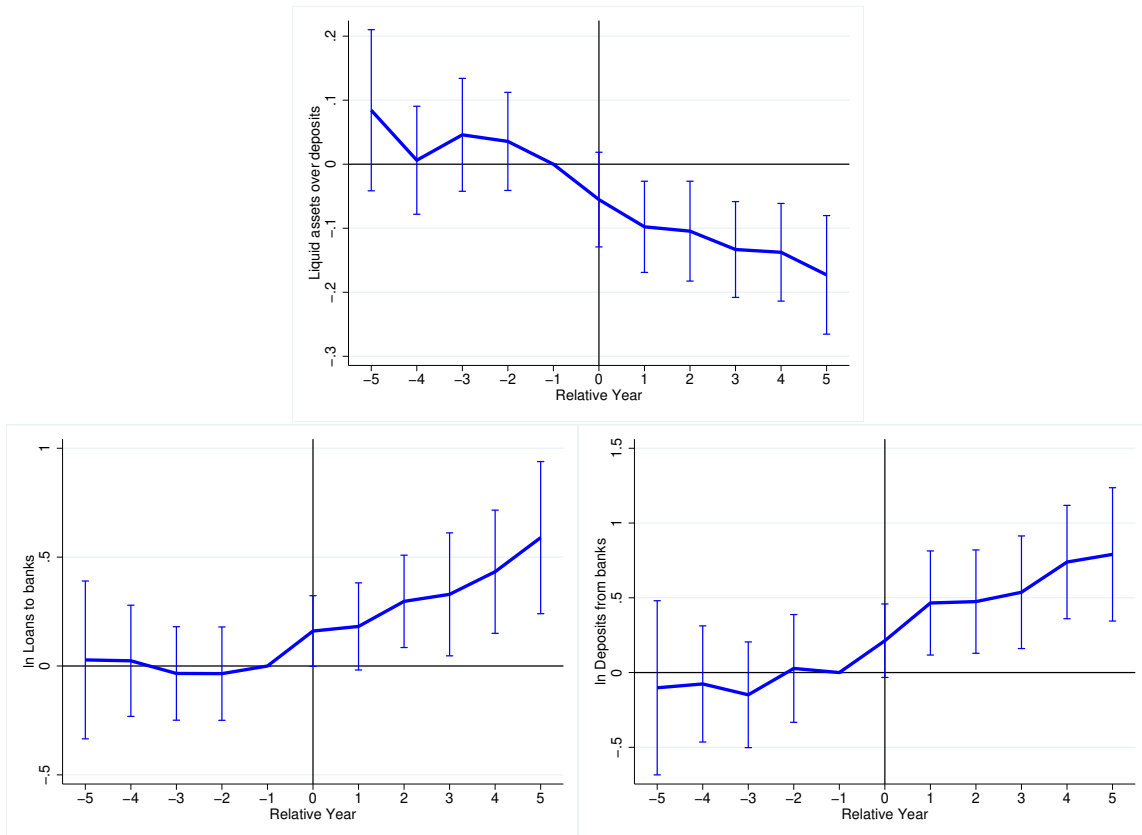 Liquid assets over deposits
.2
.1
0
−.1
−.2
−.3
−5 −4 −3 −2 −1 0 1 2 3 4 5
Relative Year
ln Loans to banks
1
.5
0
−.5
−5 −4 −3 −2 −1 0 1 2 3 4 5
Relative Year
ln Deposits from banks
1.5
1
.5
0
−.5
−5 −4 −3 −2 −1 0 1 2 3 4 5
Relative Year